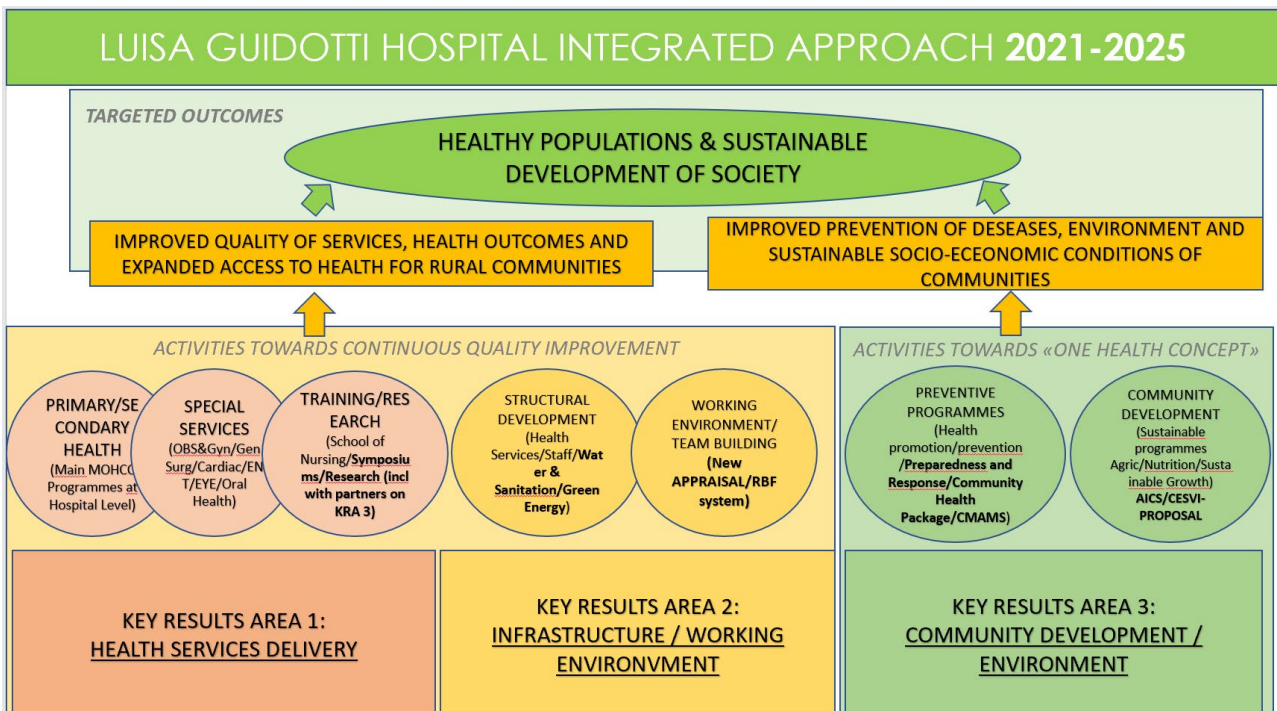 LUISA GUIDOTTI HOSPITAL INTEGRATED APPROACH 2021-2025
TARGETED OUTCOMES
HEALTHY POPULATIONS & SUSTAINABLE
DEVELOPMENT OF SOCIETY
IMPROVED QUALITY OF SERVICES, HEALTH OUTCOMES AND
EXPANDED ACCESS TO HEALTH FOR RURAL COMMUNITIES
IMPROVED PREVENTION OF DESEASES, ENVIRONMENT AND
SUSTAINABLE SOCIO-ECEONOMIC CONDITIONS OF
COMMUNITIES
ACTIVITIES TOWARDS CONTINUOUS QUALITY IMPROVEMENT
PRIMARY/SE
CONDARY
HEALTH
(Main MOHCC
Programmes at
Hospital Level)
SPECIAL
SERVICES
(OBS&Gyn/Gen
Surg/Cardiac/EN
T/EYE/Oral
Health)
TRAINING/RES
EARCH
(School of
Nursing/Symposiu
ms/Research (incl
with partners on
KRA 3)
STRUCTURAL
DEVELOPMENT
(Health
Services/Staff/Wat
er &
Sanitation/Green
Energy)
WORKING
ENVIRONMENT/
TEAM BUILDING
(New
APPRAISAL/RBF
system)
ACTIVITIES TOWARDS «ONE HEALTH CONCEPT»
PREVENTIVE
PROGRAMMES
(Health
promotion/prevention
/Preparedness and
Response/Community
Health
Package/CMAMS)
COMMUNITY
DEVELOPMENT
(Sustainable
programmes
Agric/Nutrition/Susta
inable Growth)
AICS/CESVI-
PROPOSAL
KEY RESULTS AREA 1:
HEALTH SERVICES DELIVERY
KEY RESULTS AREA 2:
INFRASTRUCTURE / WORKING
ENVIRONVMENT
KEY RESULTS AREA 3:
COMMUNITY DEVELOPMENT /
ENVIRONMENT